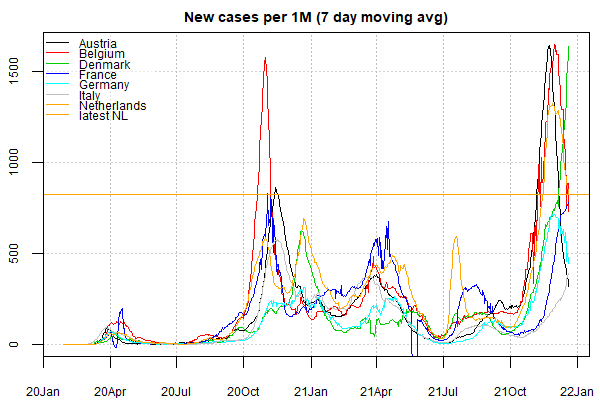 New cases per 1M (7 day moving avg)
Austria
Belgium
Denmark
France
Germany
Italy
Netherlands
latest NL
1500
1000
500
0
20Jan 20Apr 20Jul 20Oct 21Jan 21Apr 21Jul 21Oct 22Jan